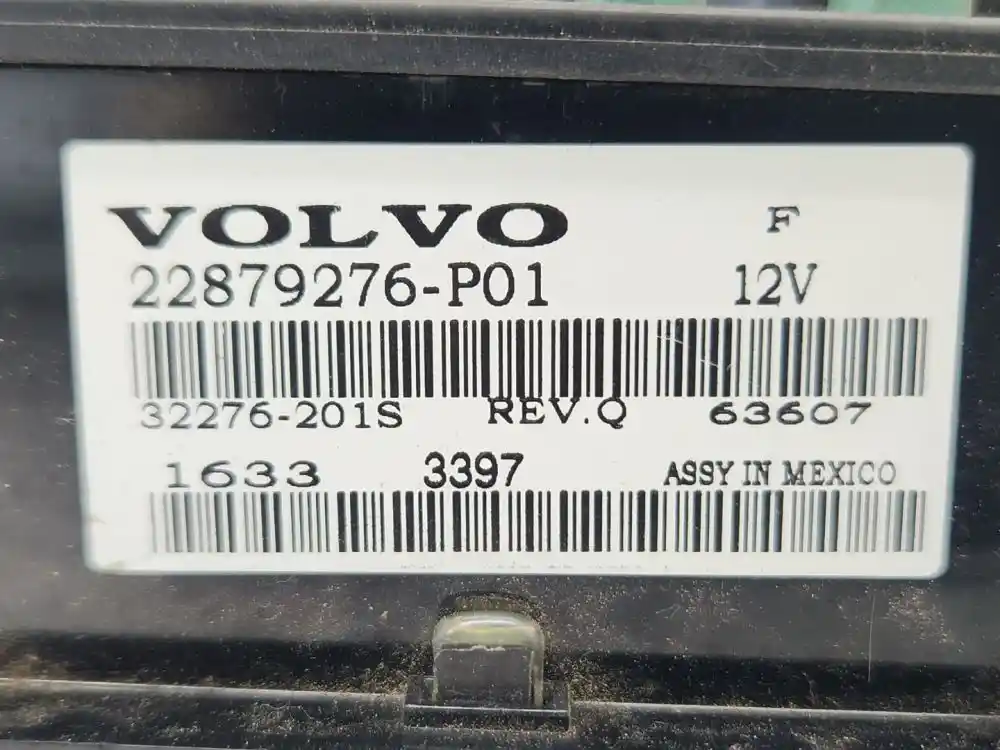 VOLVO F
22879276-P01 12V
32276-201S REV.Q 63607
1633 3397 ASSY IN MEXICO